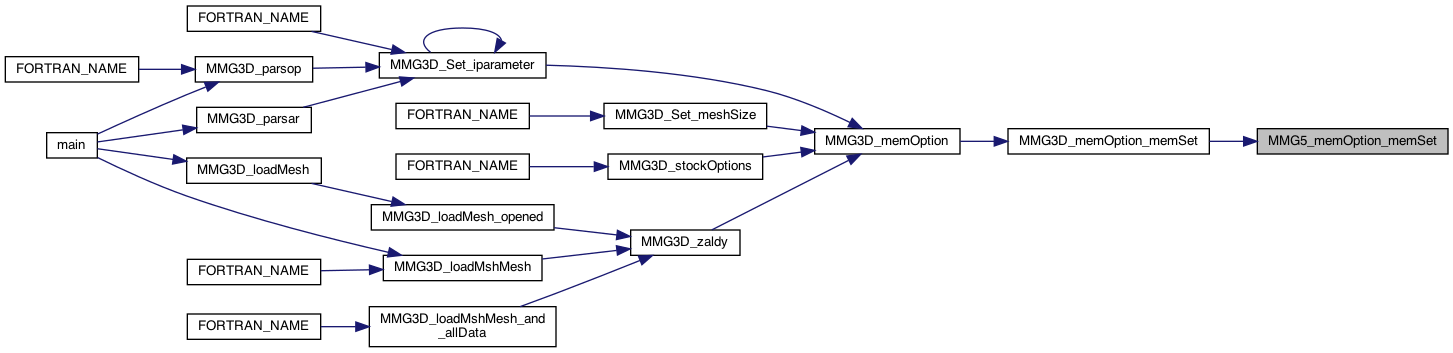 FORTRAN_NAME
FORTRAN_NAME
MMG3D_parsop
MMG3D_Set_iparameter
MMG3D_parsar
FORTRAN_NAME
MMG3D_Set_meshSize
main
MMG3D_memOption
MMG3D_memOption_memSet
MMG5_memOption_memSet
MMG3D_loadMesh
FORTRAN_NAME
MMG3D_stockOptions
MMG3D_loadMesh_opened
MMG3D_zaldy
FORTRAN_NAME
MMG3D_loadMshMesh
FORTRAN_NAME
MMG3D_loadMshMesh_and
_allData